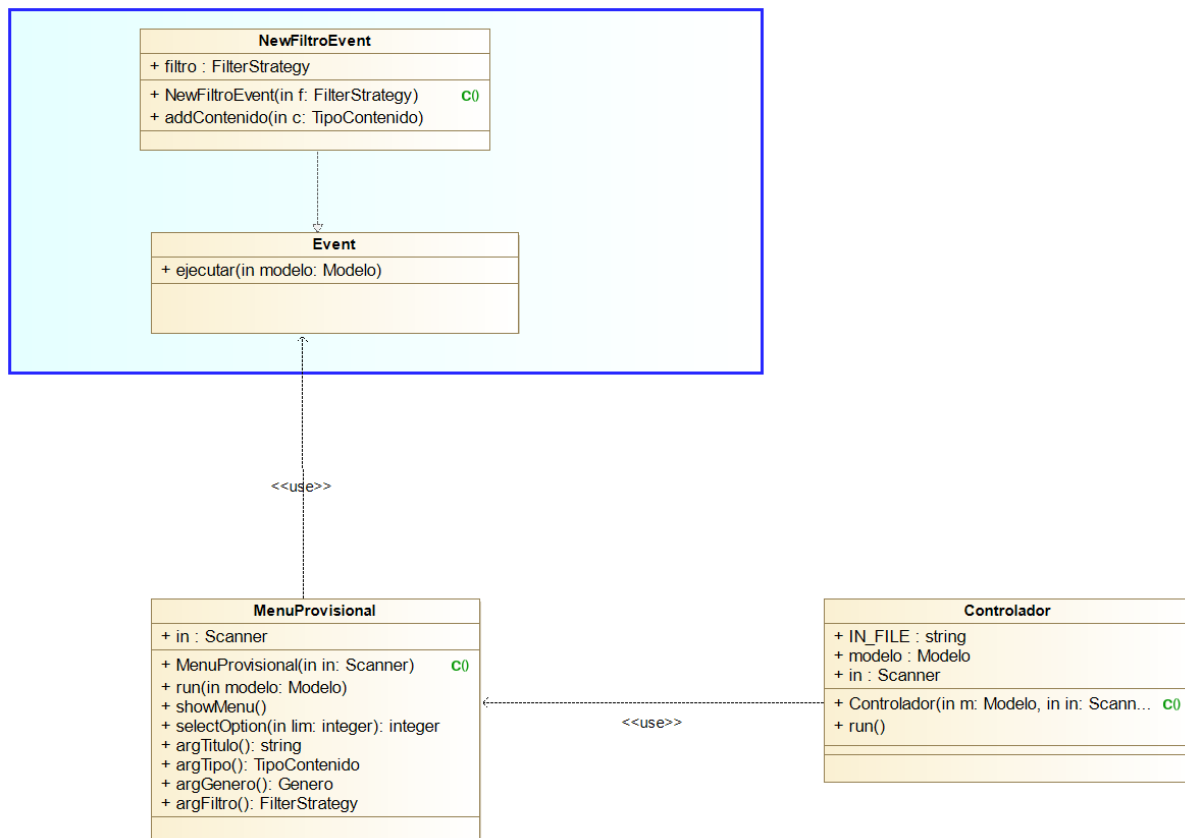 NewFiltroEvent
+ filtro : FilterStrategy
+ NewFiltroEvent(in f: FilterStrategy) C()
+ addContenido(in c: TipoContenido)
Event
+ ejecutar(in modelo: Modelo)
<<use>>
MenuProvisional
+ in : Scanner
+ MenuProvisional(in in: Scanner) C()
+ run(in modelo: Modelo)
+ showMenu()
+ selectOption(in lim: integer): integer
+ argTitulo(): string
+ argTipo(): TipoContenido
+ argGenero(): Genero
+ argFiltro(): FilterStrategy
<<use>>
Controlador
+ IN_FILE : string
+ modelo : Modelo
+ in : Scanner
+ Controlador(in m: Modelo, in in: Scann... C()
+ run()